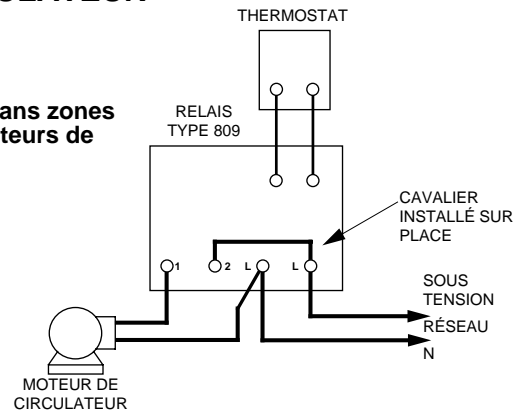 THERMOSTAT
ans zones
teurs de
RELAIS
TYPE 809
CAVALIER
INSTALLÉ SUR
PLACE
1 2 L L
SOUS
TENSION
RÉSEAU
N
MOTEUR DE
CIRCULATEUR